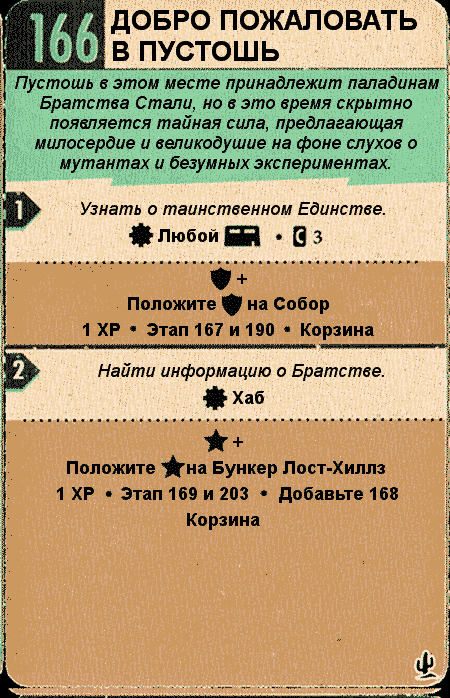 166
ДОБРО ПОЖАЛОВАТЬ
В ПУСТОШЬ
Пустошь в этом месте принадлежит паладинам
Братства Стали, но в это время скрытно
появляется тайная сила, предлагающая
милосердие и великодушие на фоне слухов о
мутантах и безумных экспериментах.
1
Узнать о таинственном Единстве.
Любой • 3
+
Положите на Собор
1 XP • Этап 167 и 190 • Корзина
2
Найти информацию о Братстве.
Хаб
+
Положите на Бункер Лост-Хиллз
1 XP • Этап 169 и 203 • Добавьте 168
Корзина